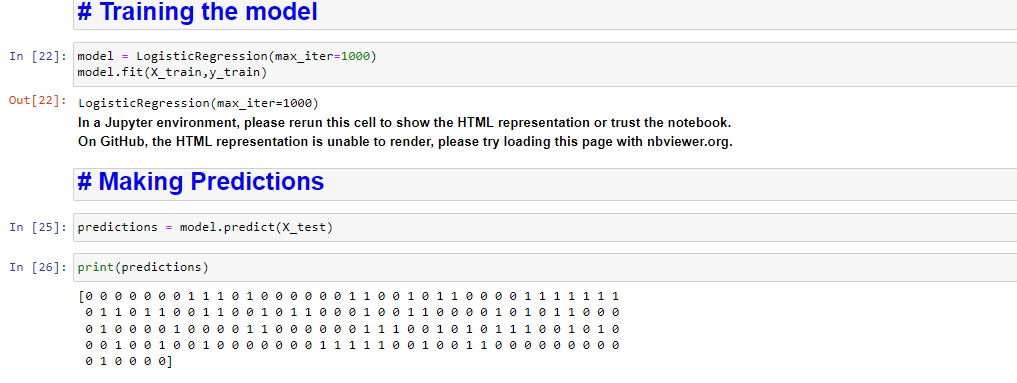 # Training the model
In [22]: model = LogisticRegression(max_iter=1000)
model.fit(X_train,y_train)
Out[22]: LogisticRegression(max_iter=1000)
In a Jupyter environment, please rerun this cell to show the HTML representation or trust the notebook.
On GitHub, the HTML representation is unable to render, please try loading this page with nbviewer.org.
# Making Predictions
In [25]: predictions = model.predict(X_test)
In [26]: print(predictions)
[0 0 0 0 0 0 0 1 1 1 0 1 0 0 0 0 0 0 1 1 0 0 1 0 1 1 0 0 0 0 1 1 1 1 1 1 1
0 1 1 0 1 1 0 0 1 1 0 0 1 0 1 1 0 0 0 1 0 0 1 1 0 0 0 0 1 0 1 0 1 1 0 0 0
0 1 0 0 0 0 1 0 0 0 0 1 1 0 0 0 0 0 0 1 1 1 0 0 1 0 1 0 1 1 1 0 0 1 0 1 0
0 0 1 0 0 1 0 0 1 0 0 0 0 0 0 0 1 1 1 1 1 0 0 1 0 0 1 1 0 0 0 0 0 0 0 0 0
0 1 0 0 0 0]